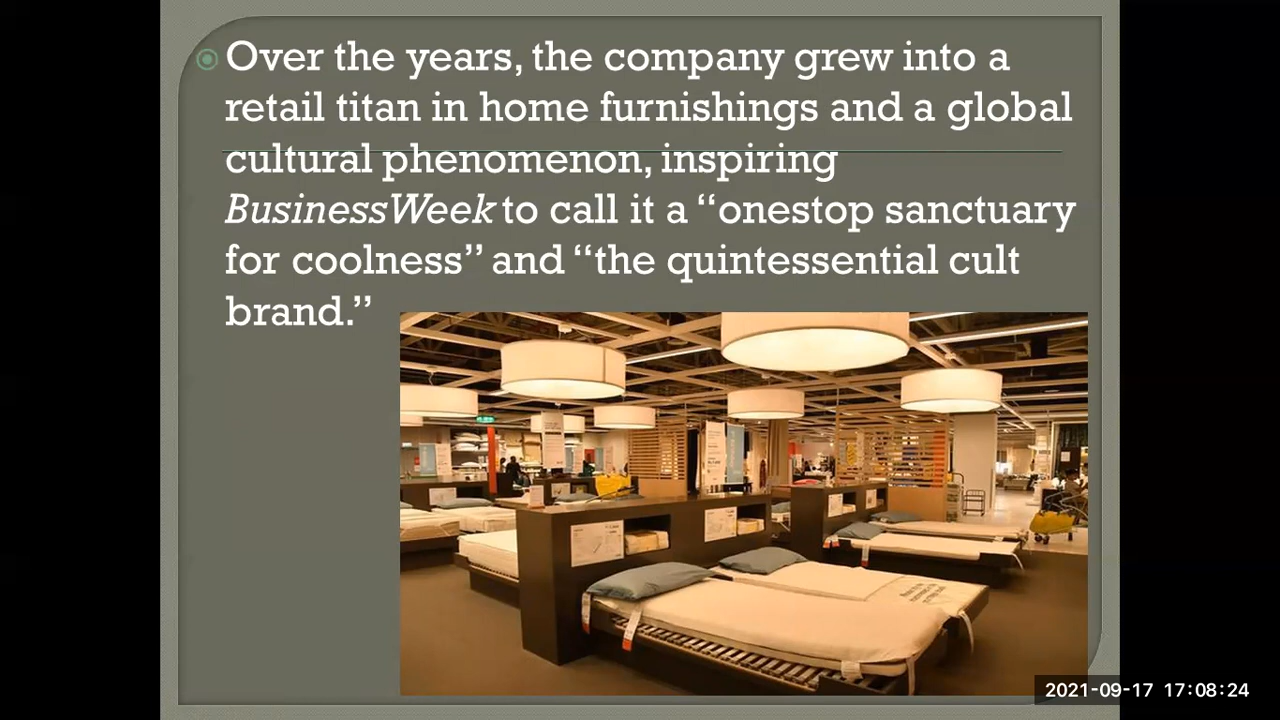 Over the years, the company grew into a
retail titan in home furnishings and a global
cultural phenomenon, inspiring
BusinessWeek to call it a “onestop sanctuary
for coolness” and “the quintessential cult
brand.”
2021-09-17 17:08:24